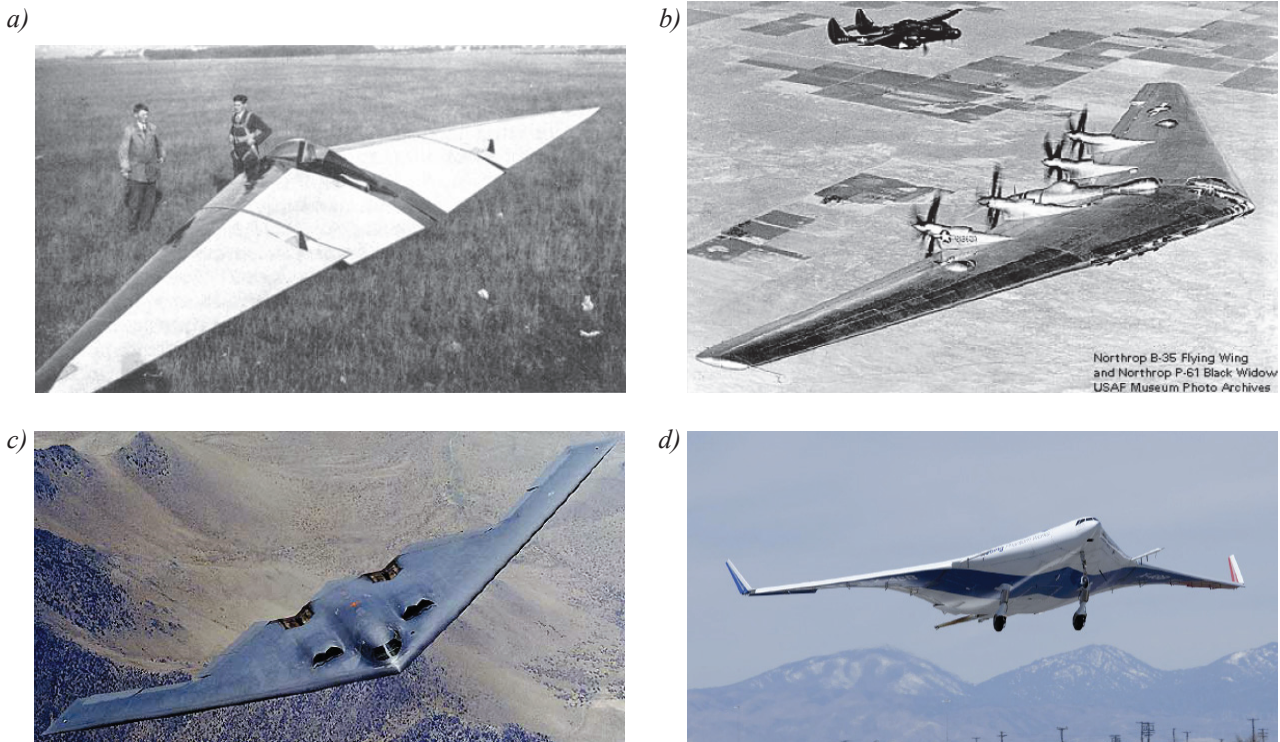 a)
b)
Northrop B-35 Flying Wing
and Northrop P-61 Black Widow
USAF Museum Photo Archives
c)
d)